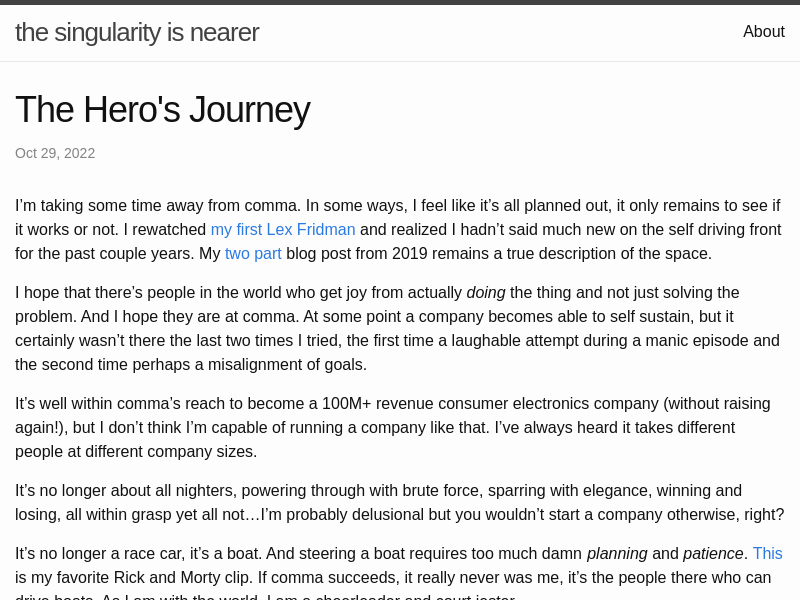 the singularity is nearer
About
The Hero's Journey
Oct 29, 2022
I’m taking some time away from comma. In some ways, I feel like it’s all planned out, it only remains to see if
it works or not. I rewatched my first Lex Fridman and realized I hadn’t said much new on the self driving front
for the past couple years. My two part blog post from 2019 remains a true description of the space.
I hope that there’s people in the world who get joy from actually doing the thing and not just solving the
problem. And I hope they are at comma. At some point a company becomes able to self sustain, but it
certainly wasn’t there the last two times I tried, the first time a laughable attempt during a manic episode and
the second time perhaps a misalignment of goals.
It’s well within comma’s reach to become a 100M+ revenue consumer electronics company (without raising
again!), but I don’t think I’m capable of running a company like that. I’ve always heard it takes different
people at different company sizes.
It’s no longer about all nighters, powering through with brute force, sparring with elegance, winning and
losing, all within grasp yet all not…I’m probably delusional but you wouldn’t start a company otherwise, right?
It’s no longer a race car, it’s a boat. And steering a boat requires too much damn planning and patience. This
is my favorite Rick and Morty clip. If comma succeeds, it really never was me, it’s the people there who can
drive boats. As I am with the world, I am a cheerleader and court jester.